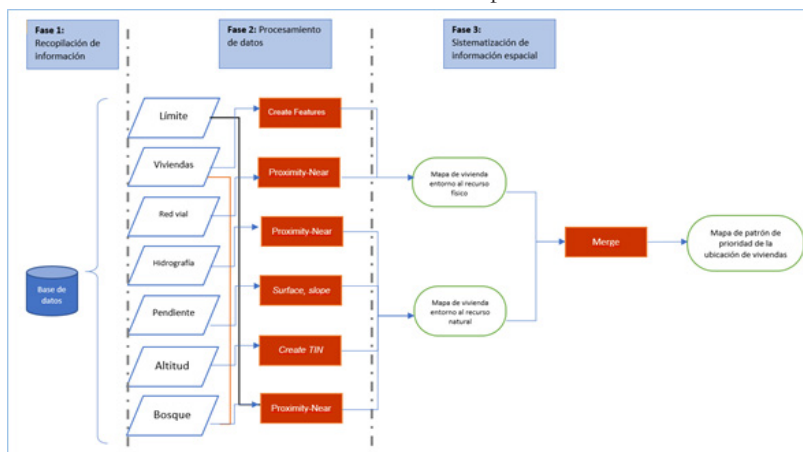 Fase 1:
Recopilación de
información
Fase 2: Procesamiento
de datos
Fase 3:
Sistematización de
información espacial
Base de
datos
Límite
Viviendas
Red vial
Hidrografía
Pendiente
Altitud
Bosque
Create Features
Proximity-Near
Proximity-Near
Surface, slope
Create TIN
Proximity-Near
Mapa de vivienda
entorno al recurso
físico
Mapa de vivienda
entorno al recurso
natural
Merge
Mapa de patrón de
prioridad de la
ubicación de viviendas